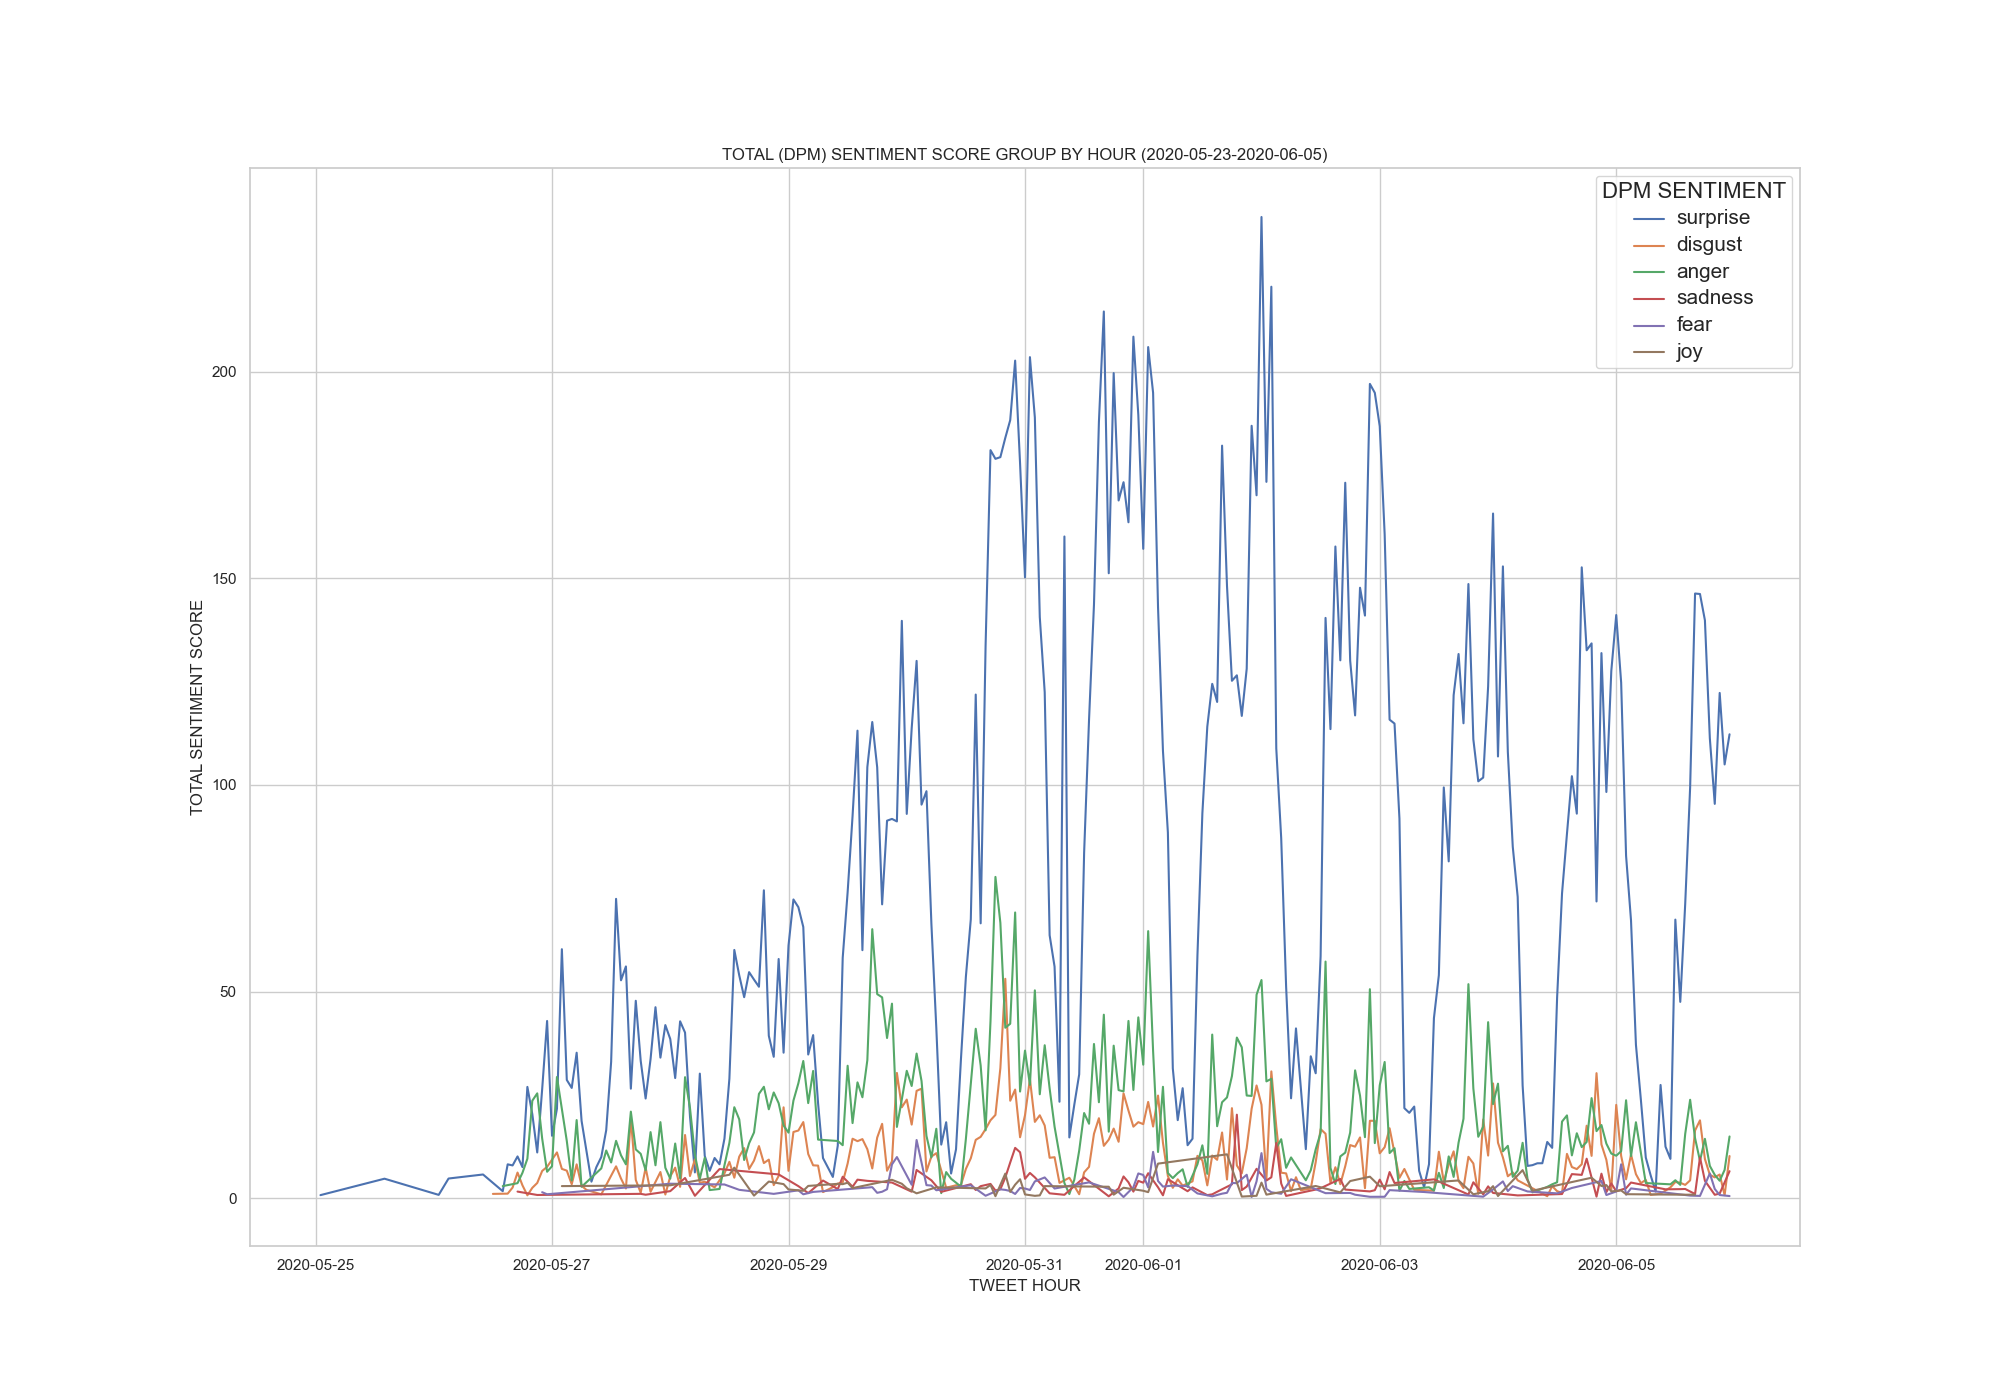 TOTAL (DPM) SENTIMENT SCORE GROUP BY HOUR (2020-05-23-2020-06-05)
DPM SENTIMENT
surprise
disgust
anger
sadness
fear
joy
TOTAL SENTIMENT SCORE
200
150
100
50
0
2020-05-25 2020-05-27 2020-05-29 2020-05-31 2020-06-01 2020-06-03 2020-06-05
TWEET HOUR